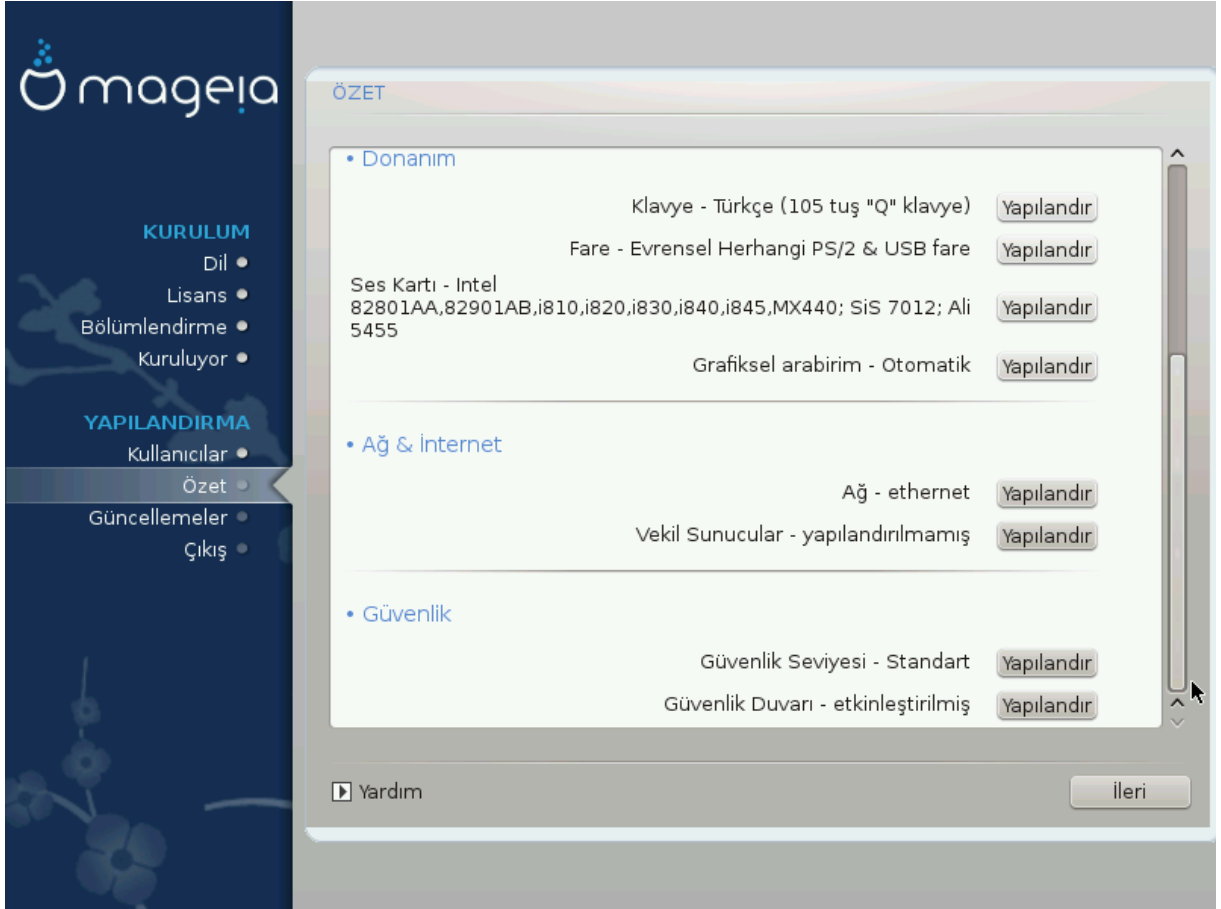 mageia
KURULUM
Dil
Lisans
Bölümlendirme
Kuruluyor
YAPILANDIRMA
Kullanıcılar
Özet
Güncellemeler
Çıkış
ÖZET
• Donanım
Klavye - Türkçe (105 tuş "Q" klavye) Yapılandır
Fare - Evrensel Herhangi PS/2 & USB fare Yapılandır
Ses Kartı - Intel
82801AA,82901AB,i810,i820,i830,i840,i845,MX440; SiS 7012; Ali Yapılandır
5455
Grafiksel arabirim - Otomatik Yapılandır
• Ağ & İnternet
Ağ - ethernet Yapılandır
Vekil Sunucular - yapılandırılmamış Yapılandır
• Güvenlik
Güvenlik Seviyesi - Standart Yapılandır
Güvenlik Duvarı - etkinleştirilmiş Yapılandır
Yardım
İleri